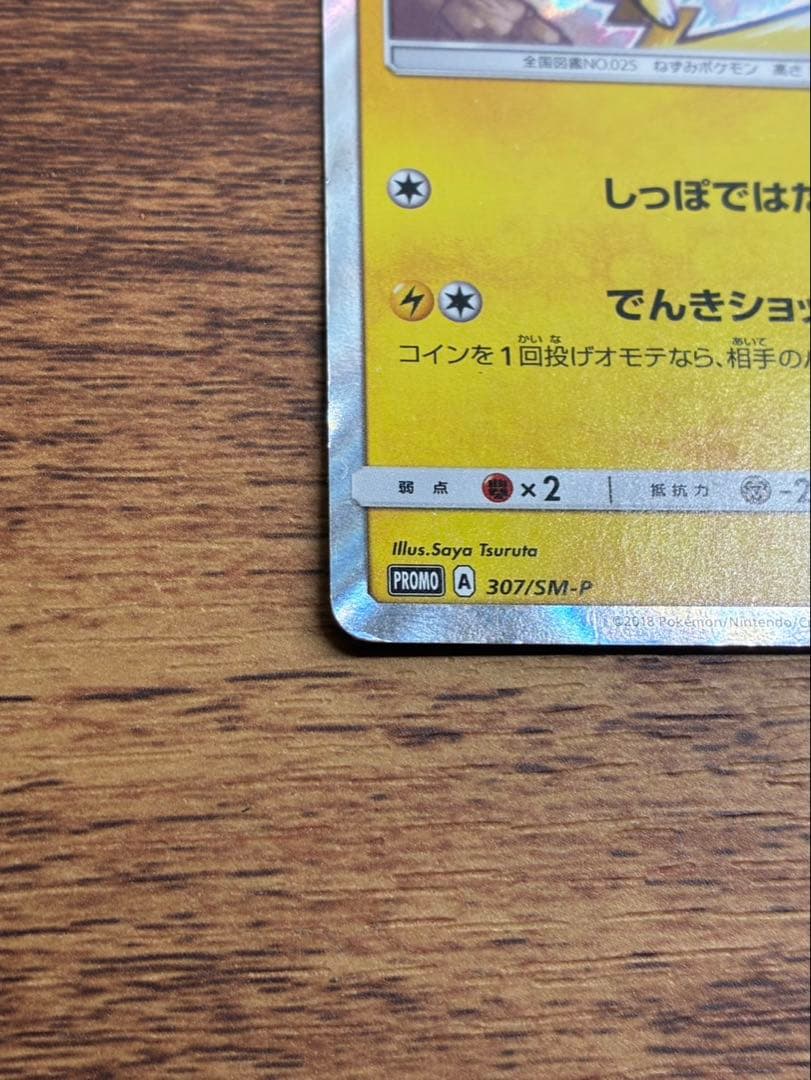 全国図鑑NO.025 ねずみポケモン 高さ
しっぽではた
でんきショッ
コインを1回投げオモテなら、相手の
かいな
あいて
弱点 ×2 抵抗力 -2
Illus.Saya Tsuruta
PROMO A 307/SM-P
©2018 Pokémon/Nintendo/C